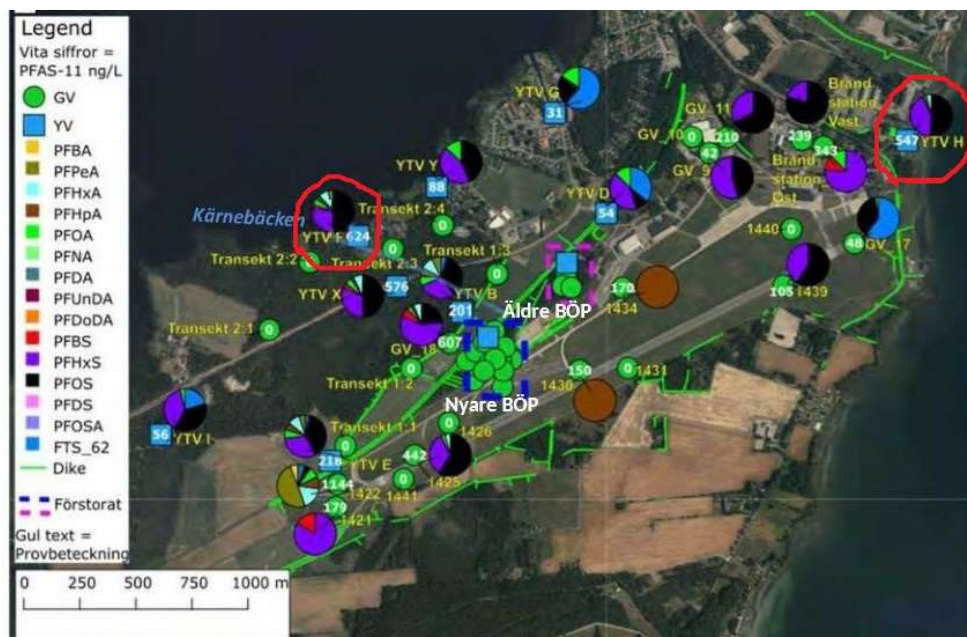 Legend
Vita siffror =
PFAS-11 ng/L
GV
YV
PFBA
PFPeA
PFHxA
PFHpA
PFOA
PFNA
PFDA
PFUnDA
PFDoDA
PFBS
PFHxS
PFOS
PFDS
PFOSA
FTS_62
Dike
Förstorat
Gul text =
Provbeteckning
0 250 500 750 1000 m
YTV G
31
GV_11
Brand
station
Vast
GV_10
0
210
239
42
GV_9
343
Brand
station
Ost
547
YTV H
YTV Y
88
YTV D
54
Kärnebäcken
YTV F
624
Transekt 2:4
0
0
Transekt 2:2
0
Transekt 2:3
Transekt 1:3
0
1440
0
48
GV_17
YTV X
576
YTV B
201
Äldre BÖP
170
1434
105
1439
Transekt 2:1
0
607
GV_18
Transekt 1:2
0
150
1430
0
1431
Nyare BÖP
56
YTV I
Transekt 1:1
0
0
1426
218
YTV E
442
1425
1144
1422
0
1441
179
1421